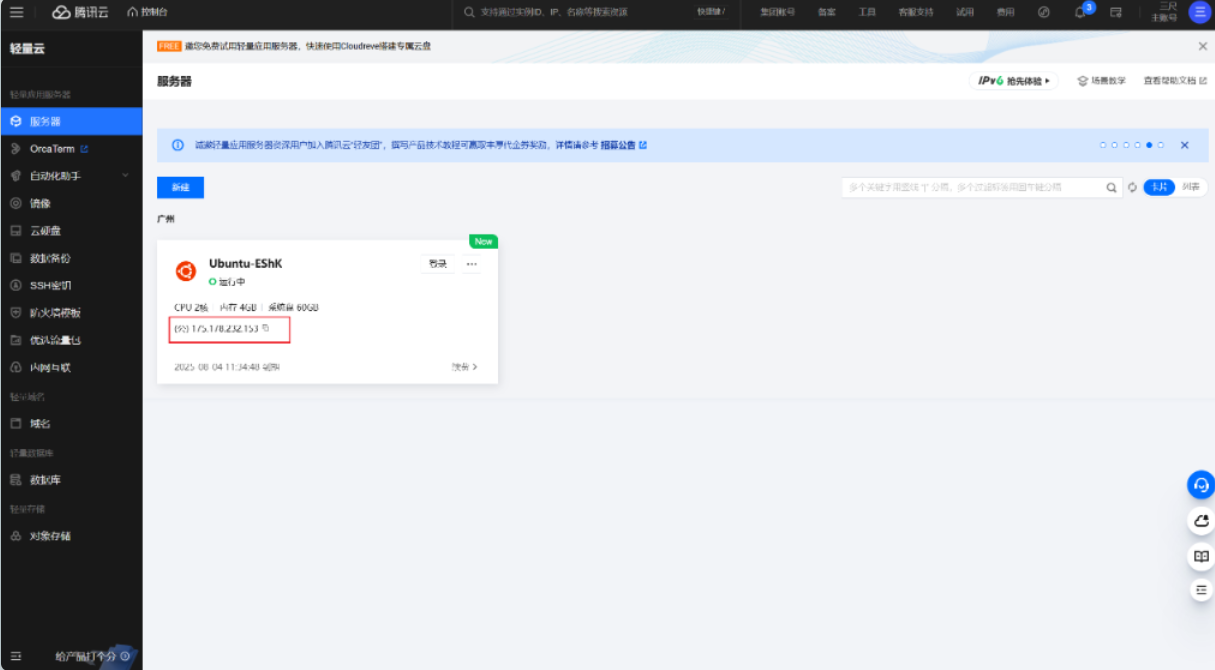 腾讯云 控制台 支持通过实例ID、IP、名称等搜索资源 快捷键 / 集团账号 备案 工具 客服支持 试用 费用 3 三尺 主账号
轻量云
FREE 邀您免费试用轻量应用服务器，快速使用Cloudreve搭建专属云盘
服务器
IPv6 抢先体验 场景教学 查看帮助文档
轻量应用服务器
服务器
诚邀轻量应用服务器资深用户加入腾讯云“轻友团”，撰写产品技术教程可赢取丰厚代金券奖励，详情请参考 招募公告
OrcaTerm
自动化助手
新建
多个关键字用竖线“|”分隔，多个过滤标签用回车键分隔
卡片 列表
镜像
广州
云硬盘
数据备份
SSH密钥
防火墙模板
优选流量包
内网互联
New
Ubuntu-EShK
登录 ...
运行中
CPU 2核 内存 4GB 系统盘 60GB
(公) 175.178.232.153
2025-08-04 11:34:48 到期
续费 >
轻量域名
域名
轻量数据库
数据库
轻量存储
对象存储
给产品打个分